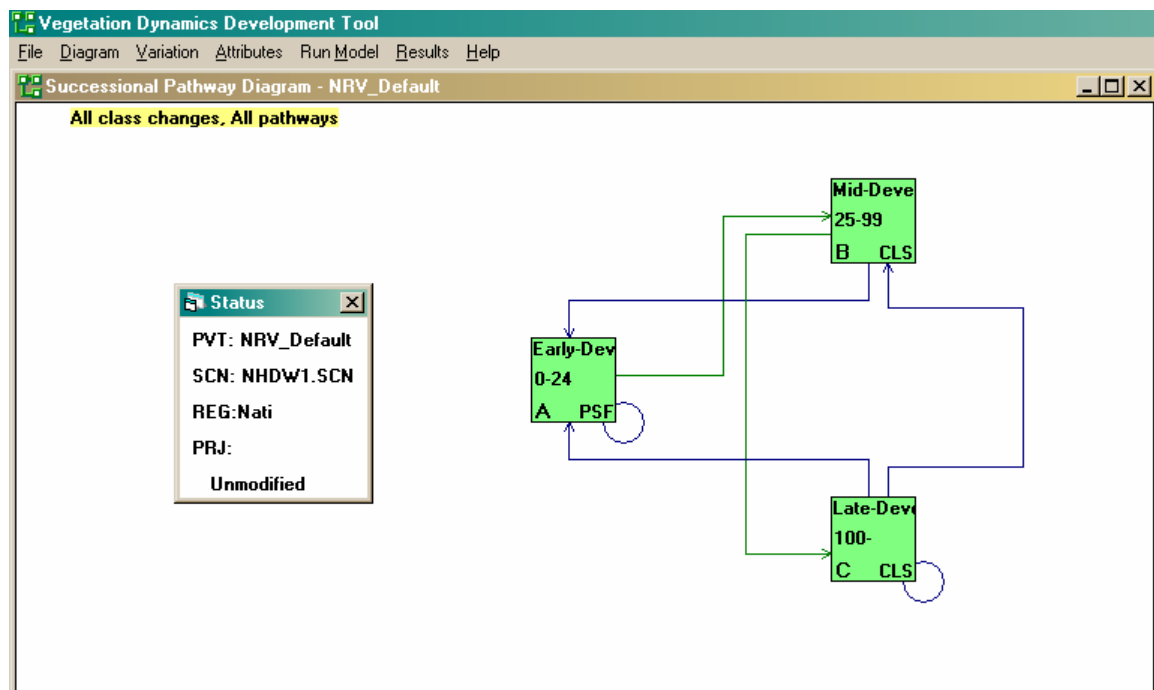 Vegetation Dynamics Development Tool
File Diagram Variation Attributes Run Model Results Help
Successional Pathway Diagram - NRV_Default
All class changes, All pathways
Mid-Deve
25-99
B CLS
Status
PVT: NRV_Default
SCN: NHDW1.SCN
REG:Nati
PRJ:
Unmodified
Early-Dev
0-24
A PSF
Late-Deve
100-
C CLS